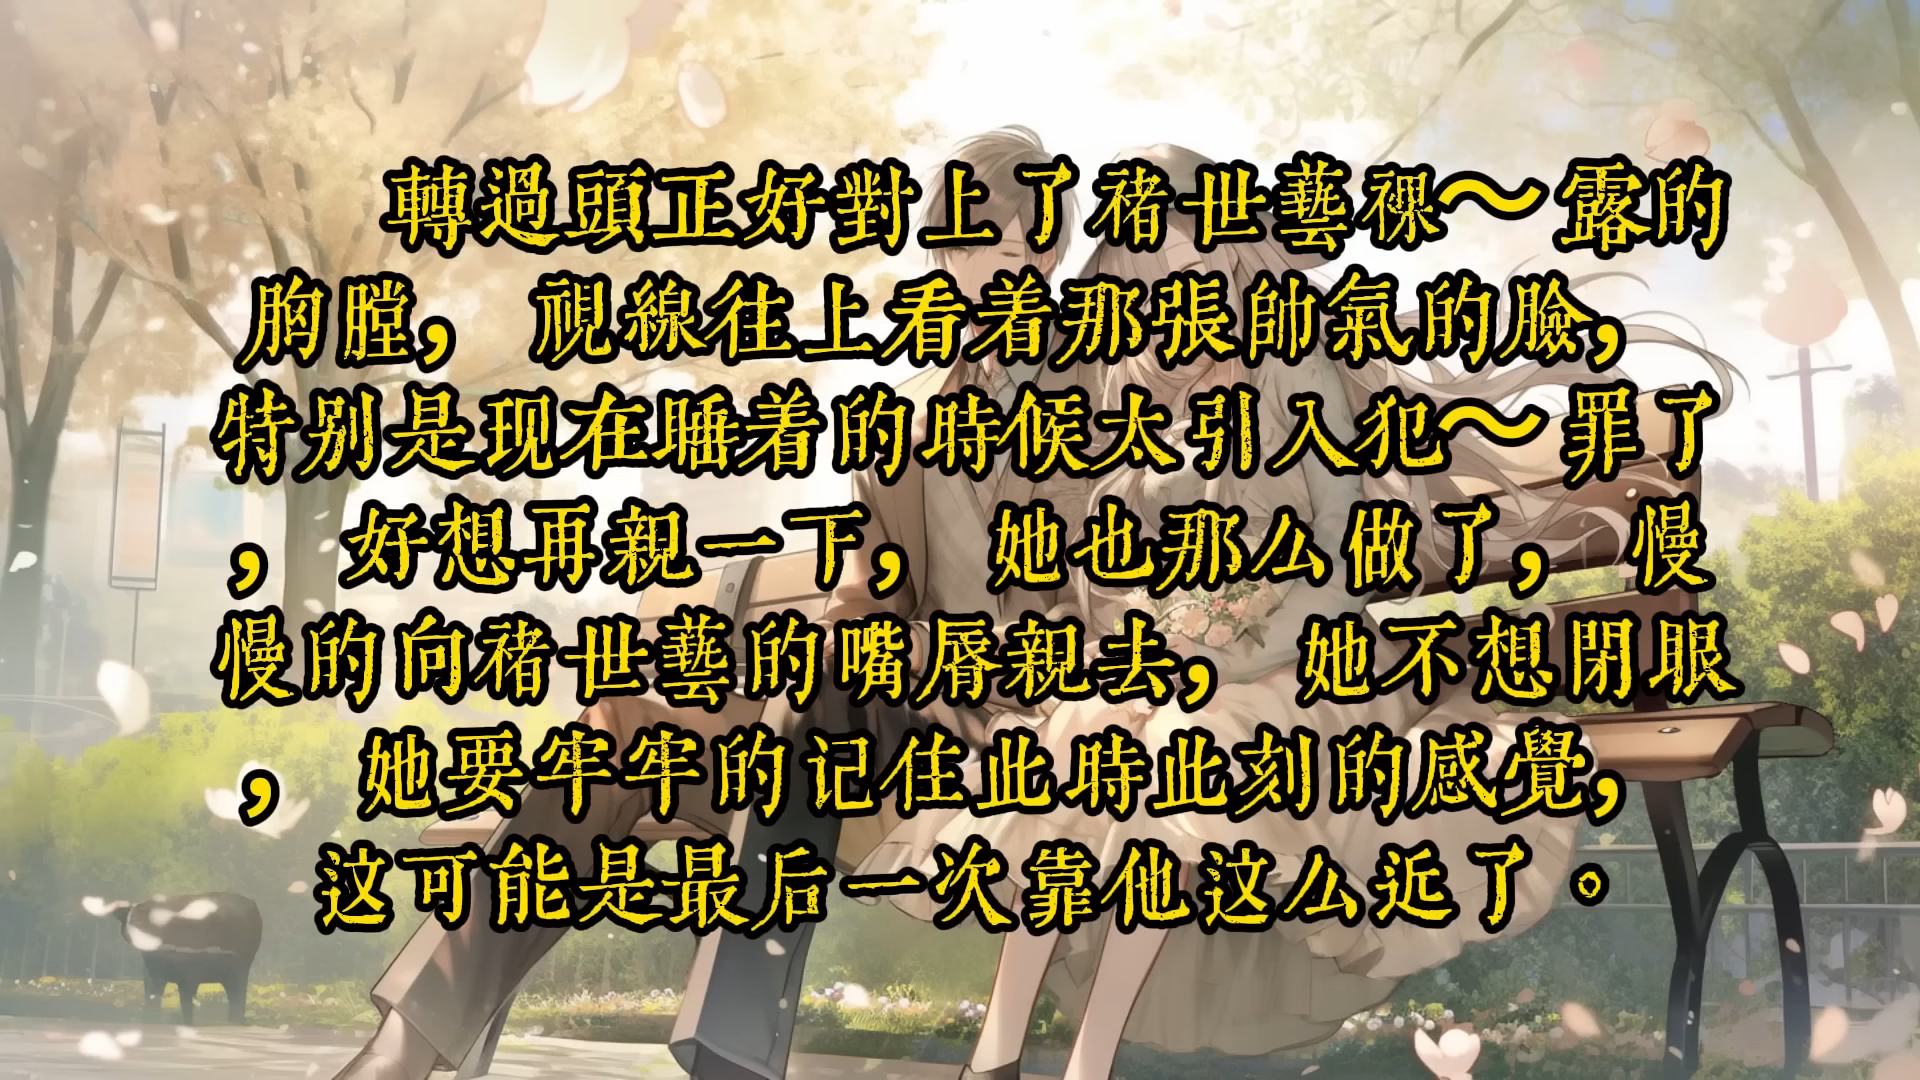 轉過頭正好對上了禇世藝裸～露的
胸膛，視線往上看着那張帥氣的臉，
特别是现在睡着的時候太引入犯～罪了
，好想再親一下，她也那么做了，慢
慢的向禇世藝的嘴唇親去，她不想閉眼
，她要牢牢的记住此時此刻的感覺，
这可能是最后一次靠他这么近了。